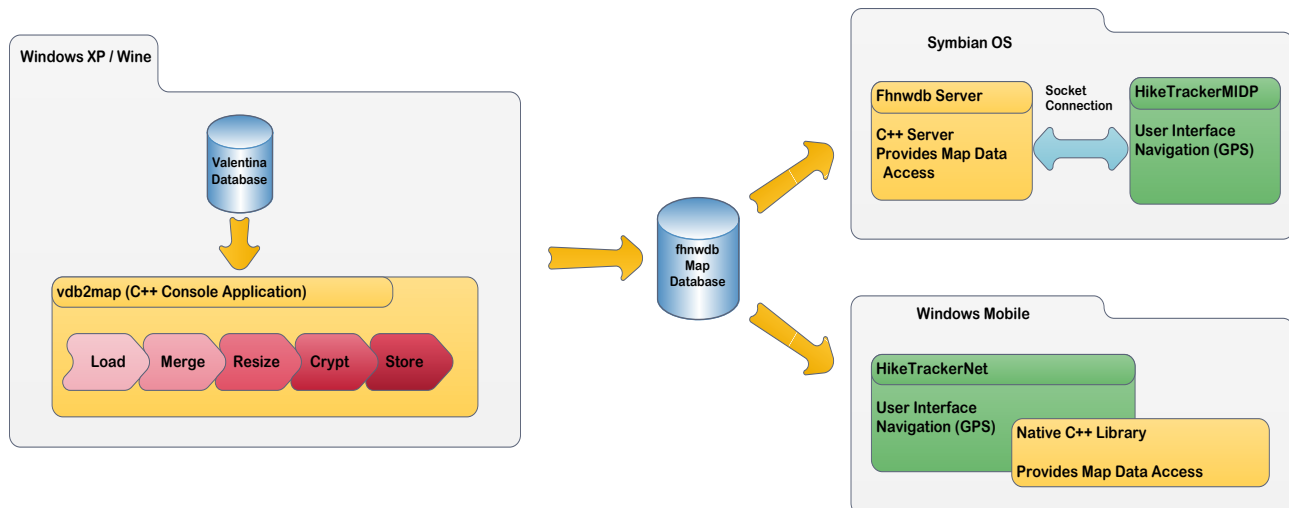 Windows XP / Wine
Valentina
Database
vdb2map (C++ Console Application)
Load
Merge
Resize
Crypt
Store
fhnwdb
Map
Database
Symbian OS
Fhnwdb Server
C++ Server
Provides Map Data
Access
Socket
Connection
HikeTrackerMIDP
User Interface
Navigation (GPS)
Windows Mobile
HikeTrackerNet
User Interface
Navigation (GPS)
Native C++ Library
Provides Map Data Access